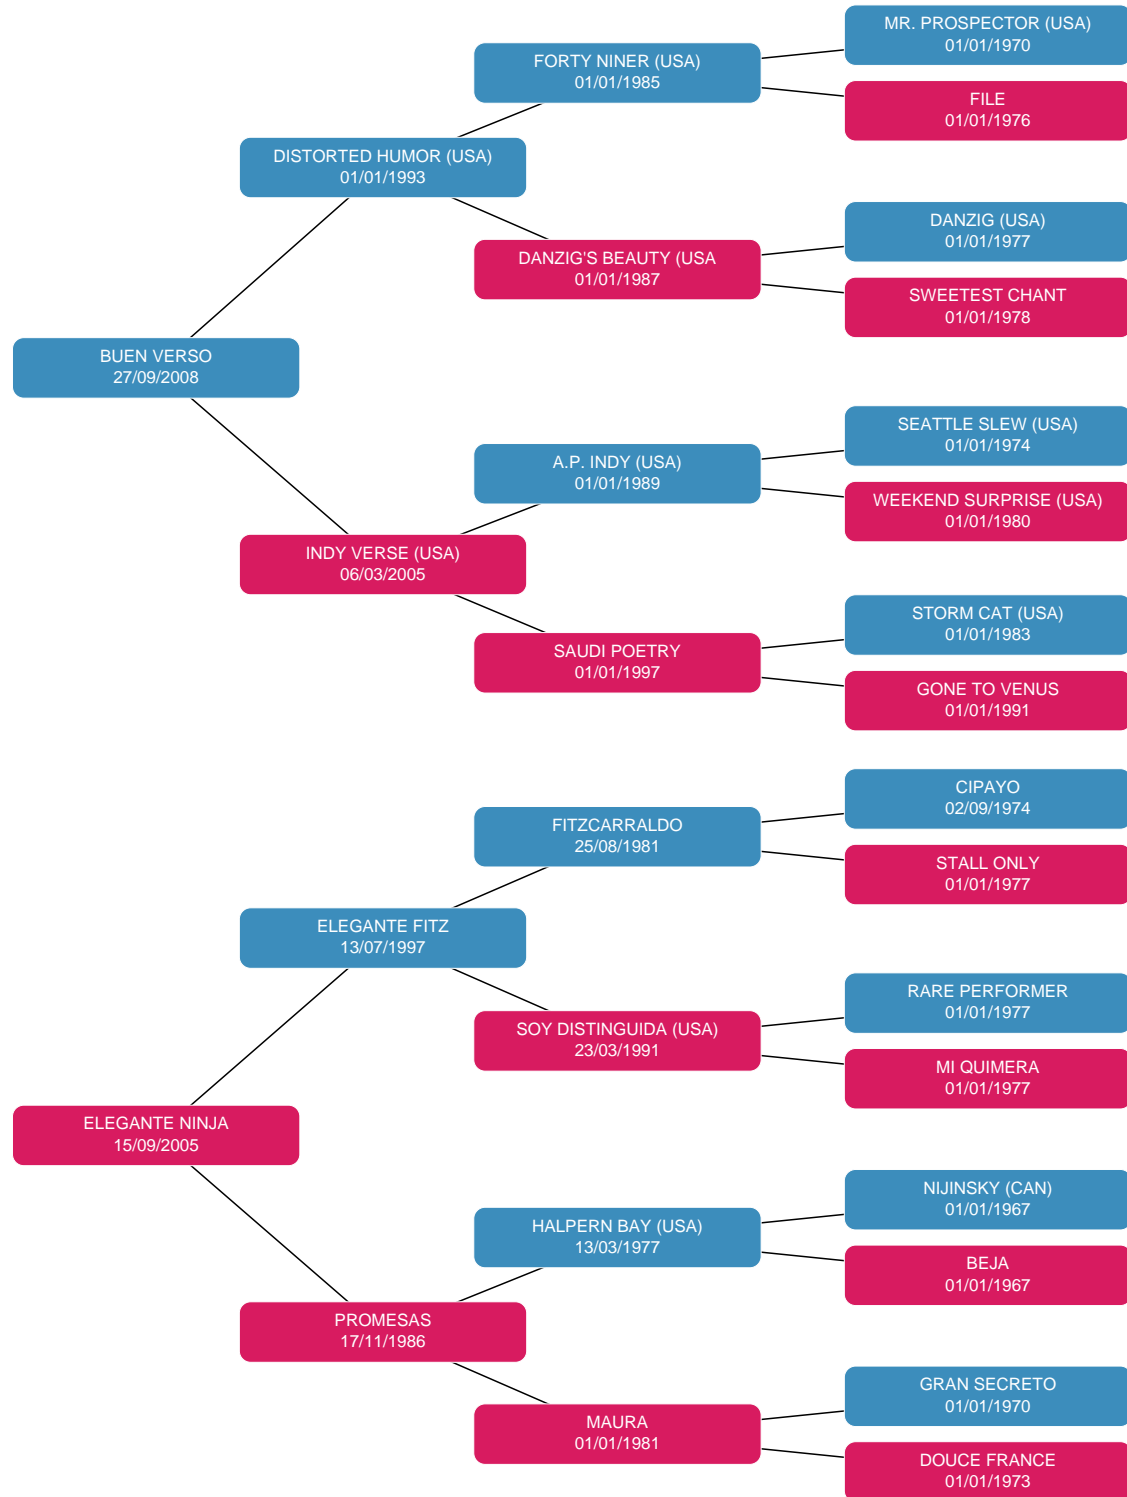 MR. PROSPECTOR (USA)
01/01/1970
FORTY NINER (USA)
01/01/1985
FILE
01/01/1976
DISTORTED HUMOR (USA)
01/01/1993
DANZIG (USA)
01/01/1977
DANZIG'S BEAUTY (USA
01/01/1987
SWEETEST CHANT
01/01/1978
BUEN VERSO
27/09/2008
SEATTLE SLEW (USA)
01/01/1974
A.P. INDY (USA)
01/01/1989
WEEKEND SURPRISE (USA)
01/01/1980
INDY VERSE (USA)
06/03/2005
STORM CAT (USA)
01/01/1983
SAUDI POETRY
01/01/1997
GONE TO VENUS
01/01/1991
CIPAYO
02/09/1974
FITZCARRALDO
25/08/1981
STALL ONLY
01/01/1977
ELEGANTE FITZ
13/07/1997
RARE PERFORMER
01/01/1977
SOY DISTINGUIDA (USA)
23/03/1991
MI QUIMERA
01/01/1977
ELEGANTE NINJA
15/09/2005
NIJINSKY (CAN)
01/01/1967
HALPERN BAY (USA)
13/03/1977
BEJA
01/01/1967
PROMESAS
17/11/1986
GRAN SECRETO
01/01/1970
MAURA
01/01/1981
DOUCE FRANCE
01/01/1973